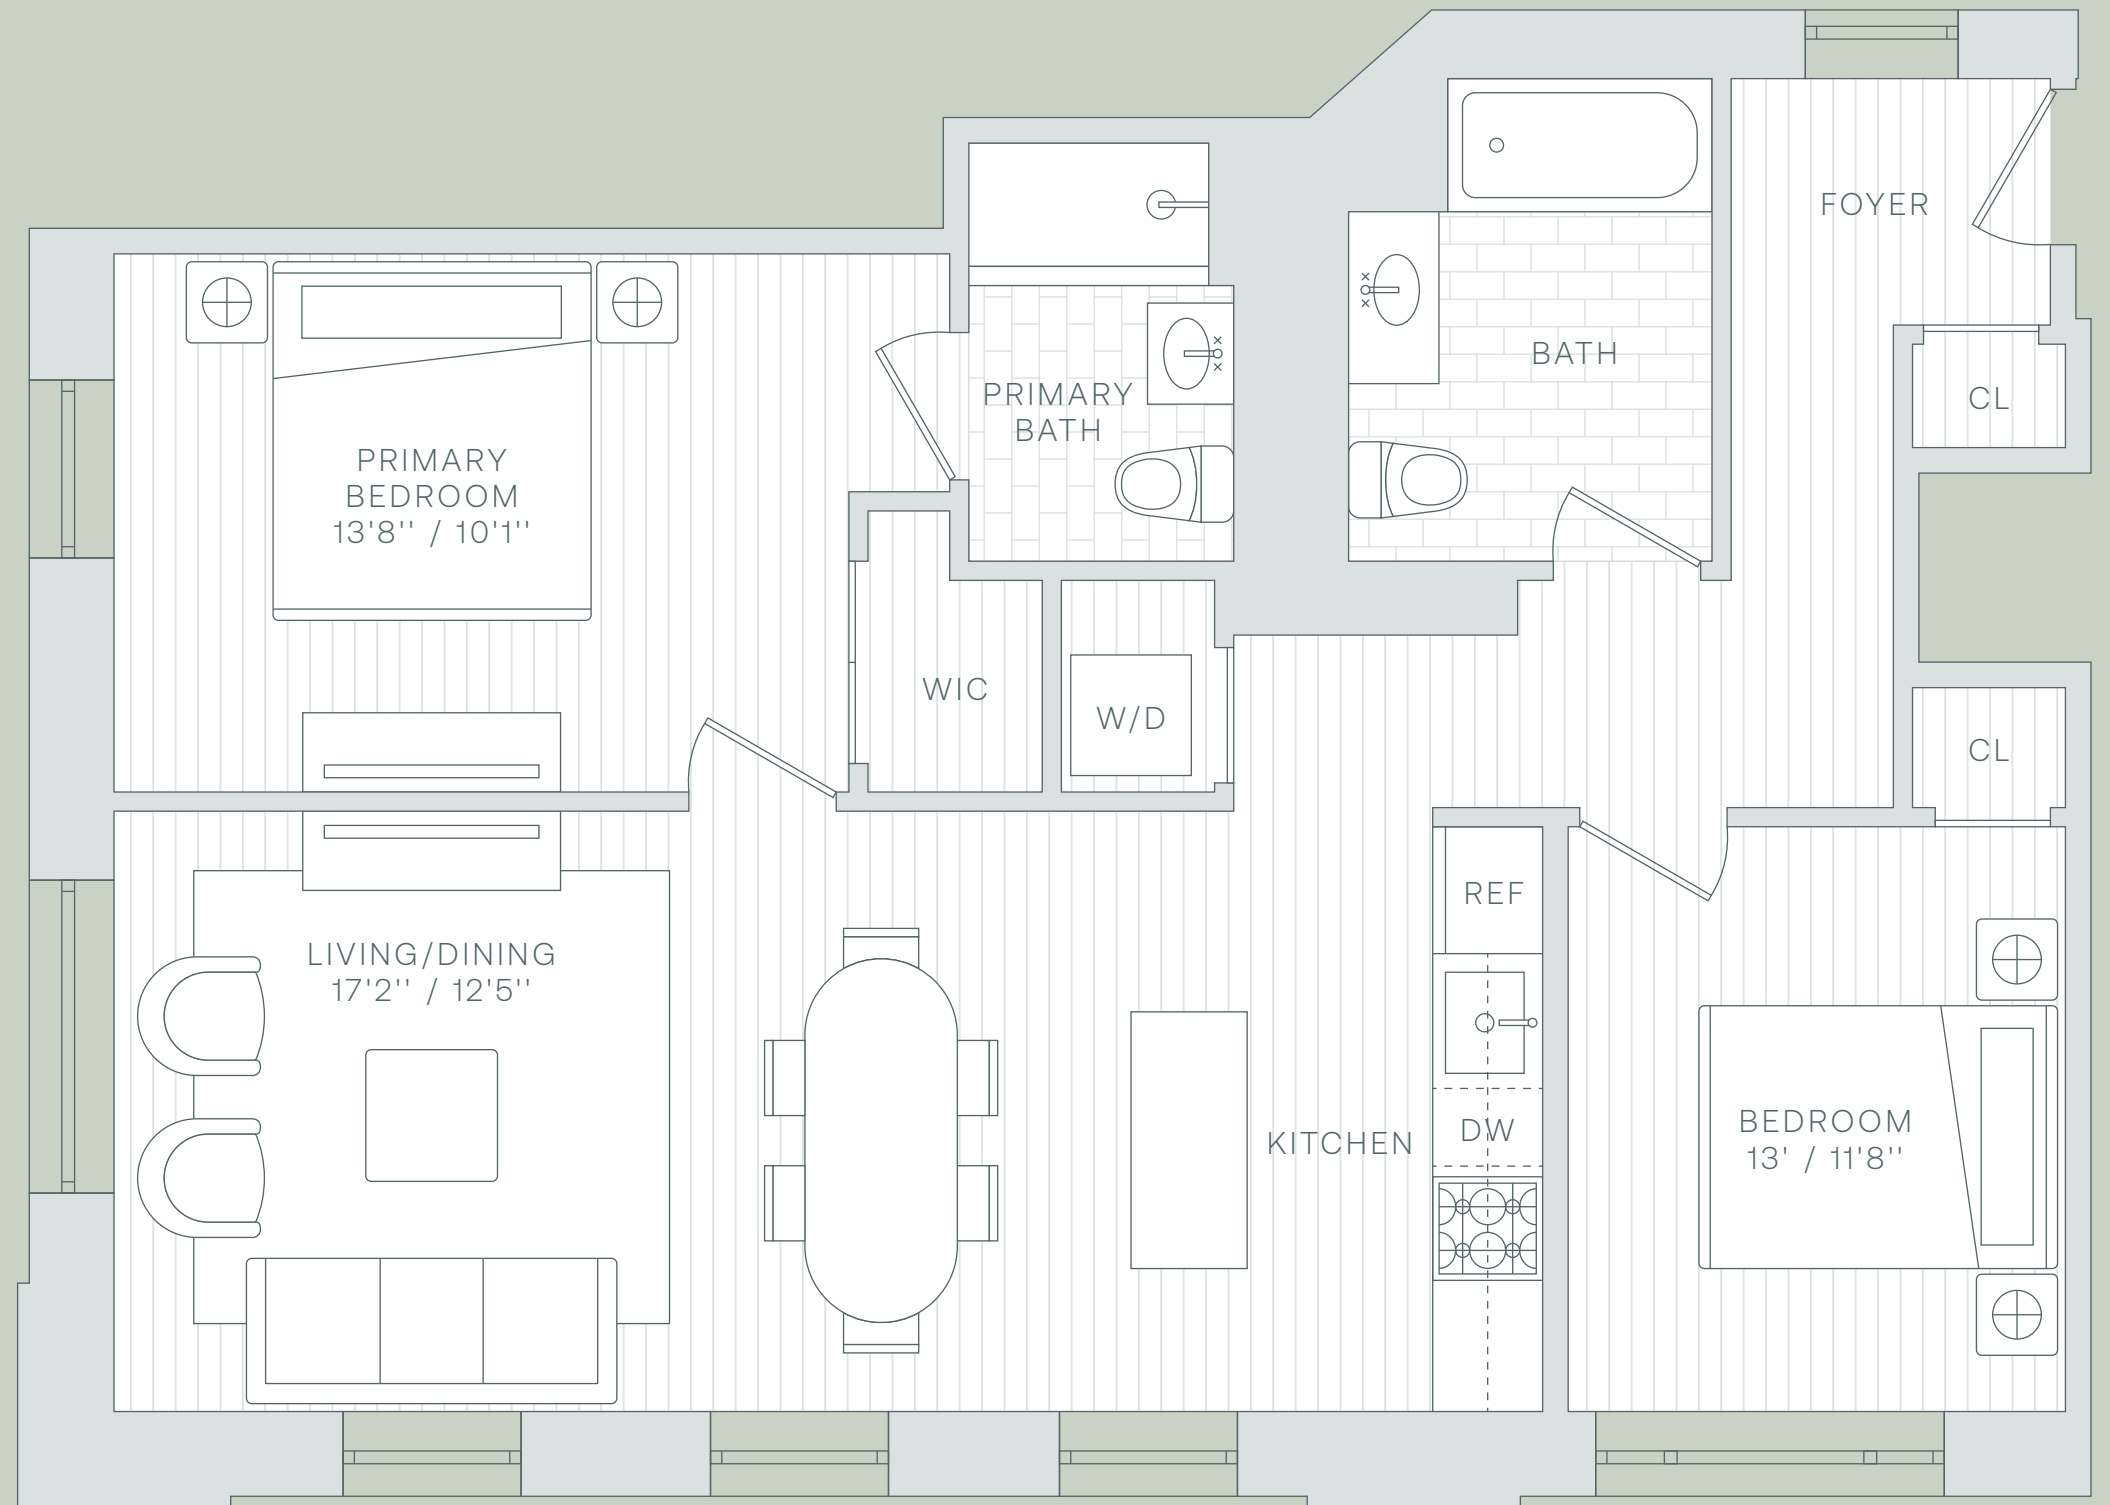 FOYER
BATH
CL
PRIMARY
BATH
PRIMARY
BEDROOM
13'8'' / 10'1''
WIC
W/D
CL
REF
LIVING/DINING
17'2'' / 12'5''
KITCHEN
DW
BEDROOM
13' / 11'8''